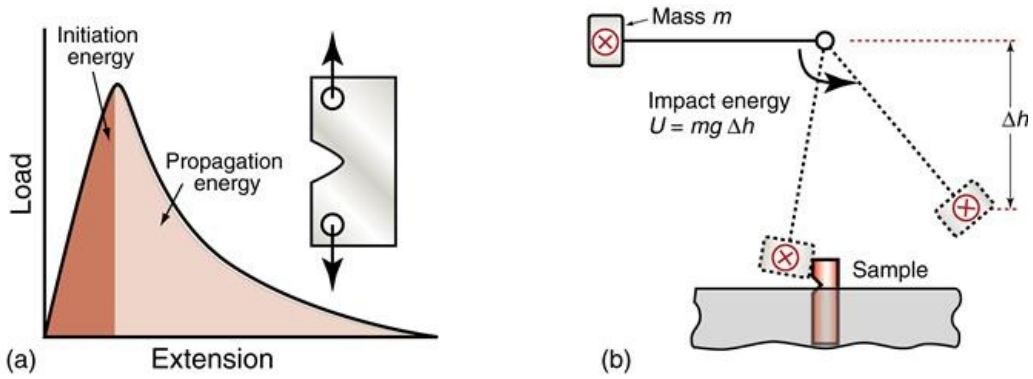 Initiation
energy
Propagation
energy
Load
Extension
(a)
Mass m
Impact energy
U = mg Δh
Δh
Sample
(b)